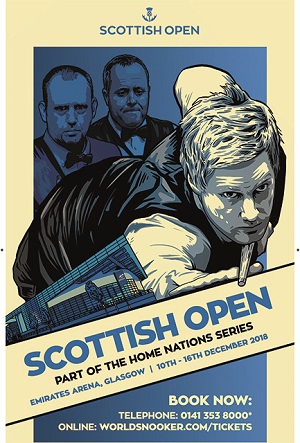 SCOTTISH OPEN
SCOTTISH OPEN
PART OF THE HOME NATIONS SERIES
EMIRATES ARENA, GLASGOW | 10TH - 16TH DECEMBER 2018
BOOK NOW:
TELEPHONE: 0141 353 8000*
ONLINE: WORLDSNOOKER.COM/TICKETS